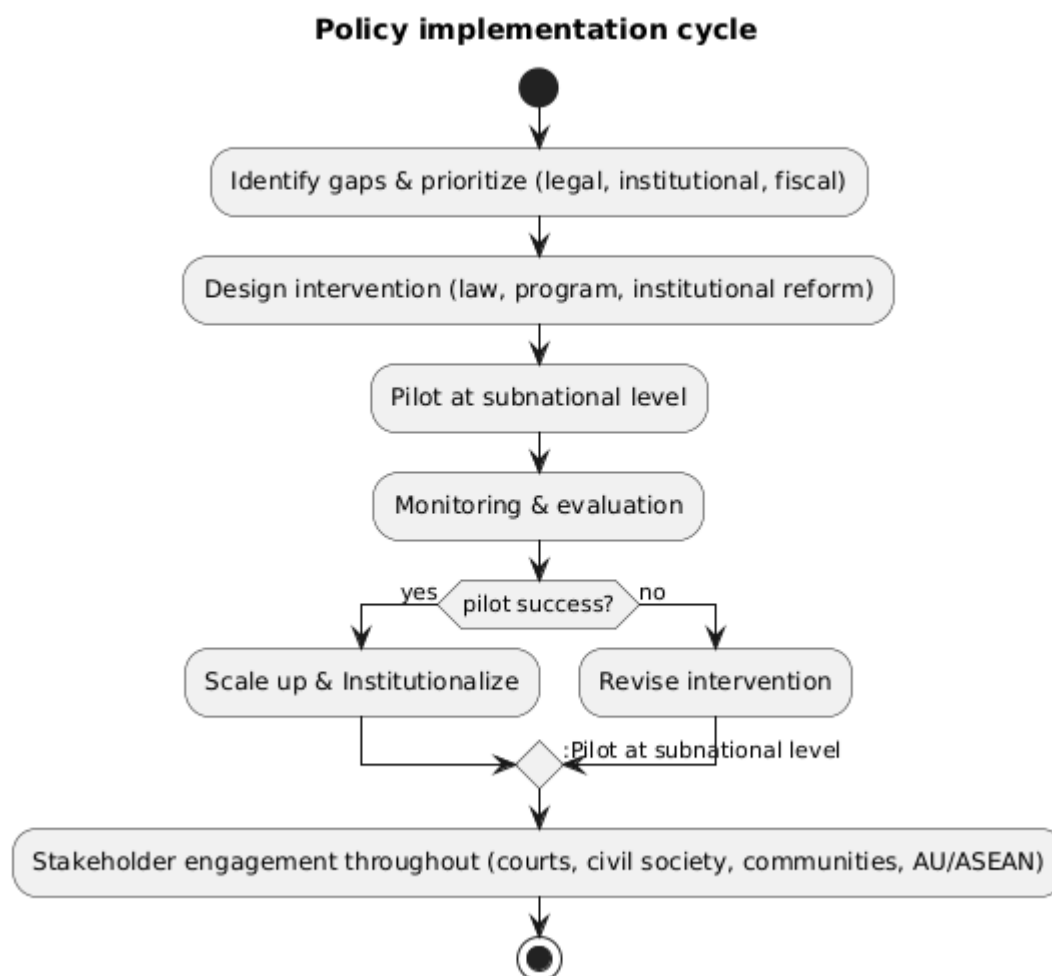 Policy implementation cycle
Identify gaps & prioritize (legal, institutional, fiscal)
Design intervention (law, program, institutional reform)
Pilot at subnational level
Monitoring & evaluation
yes
pilot success?
no
Scale up & Institutionalize
Revise intervention
:Pilot at subnational level
Stakeholder engagement throughout (courts, civil society, communities, AU/ASEAN)